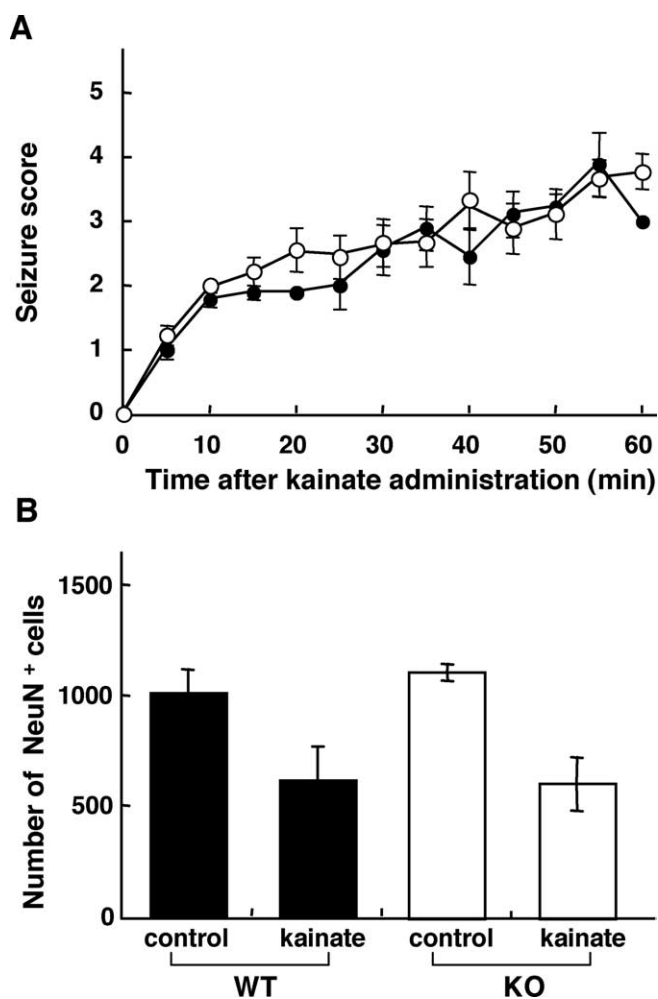 A
Seizure score
5
4
3
2
1
0
0 10 20 30 40 50 60
Time after kainate administration (min)
B
Number of NeuN + cells
1500
1000
500
0
control kainate control kainate
WT KO